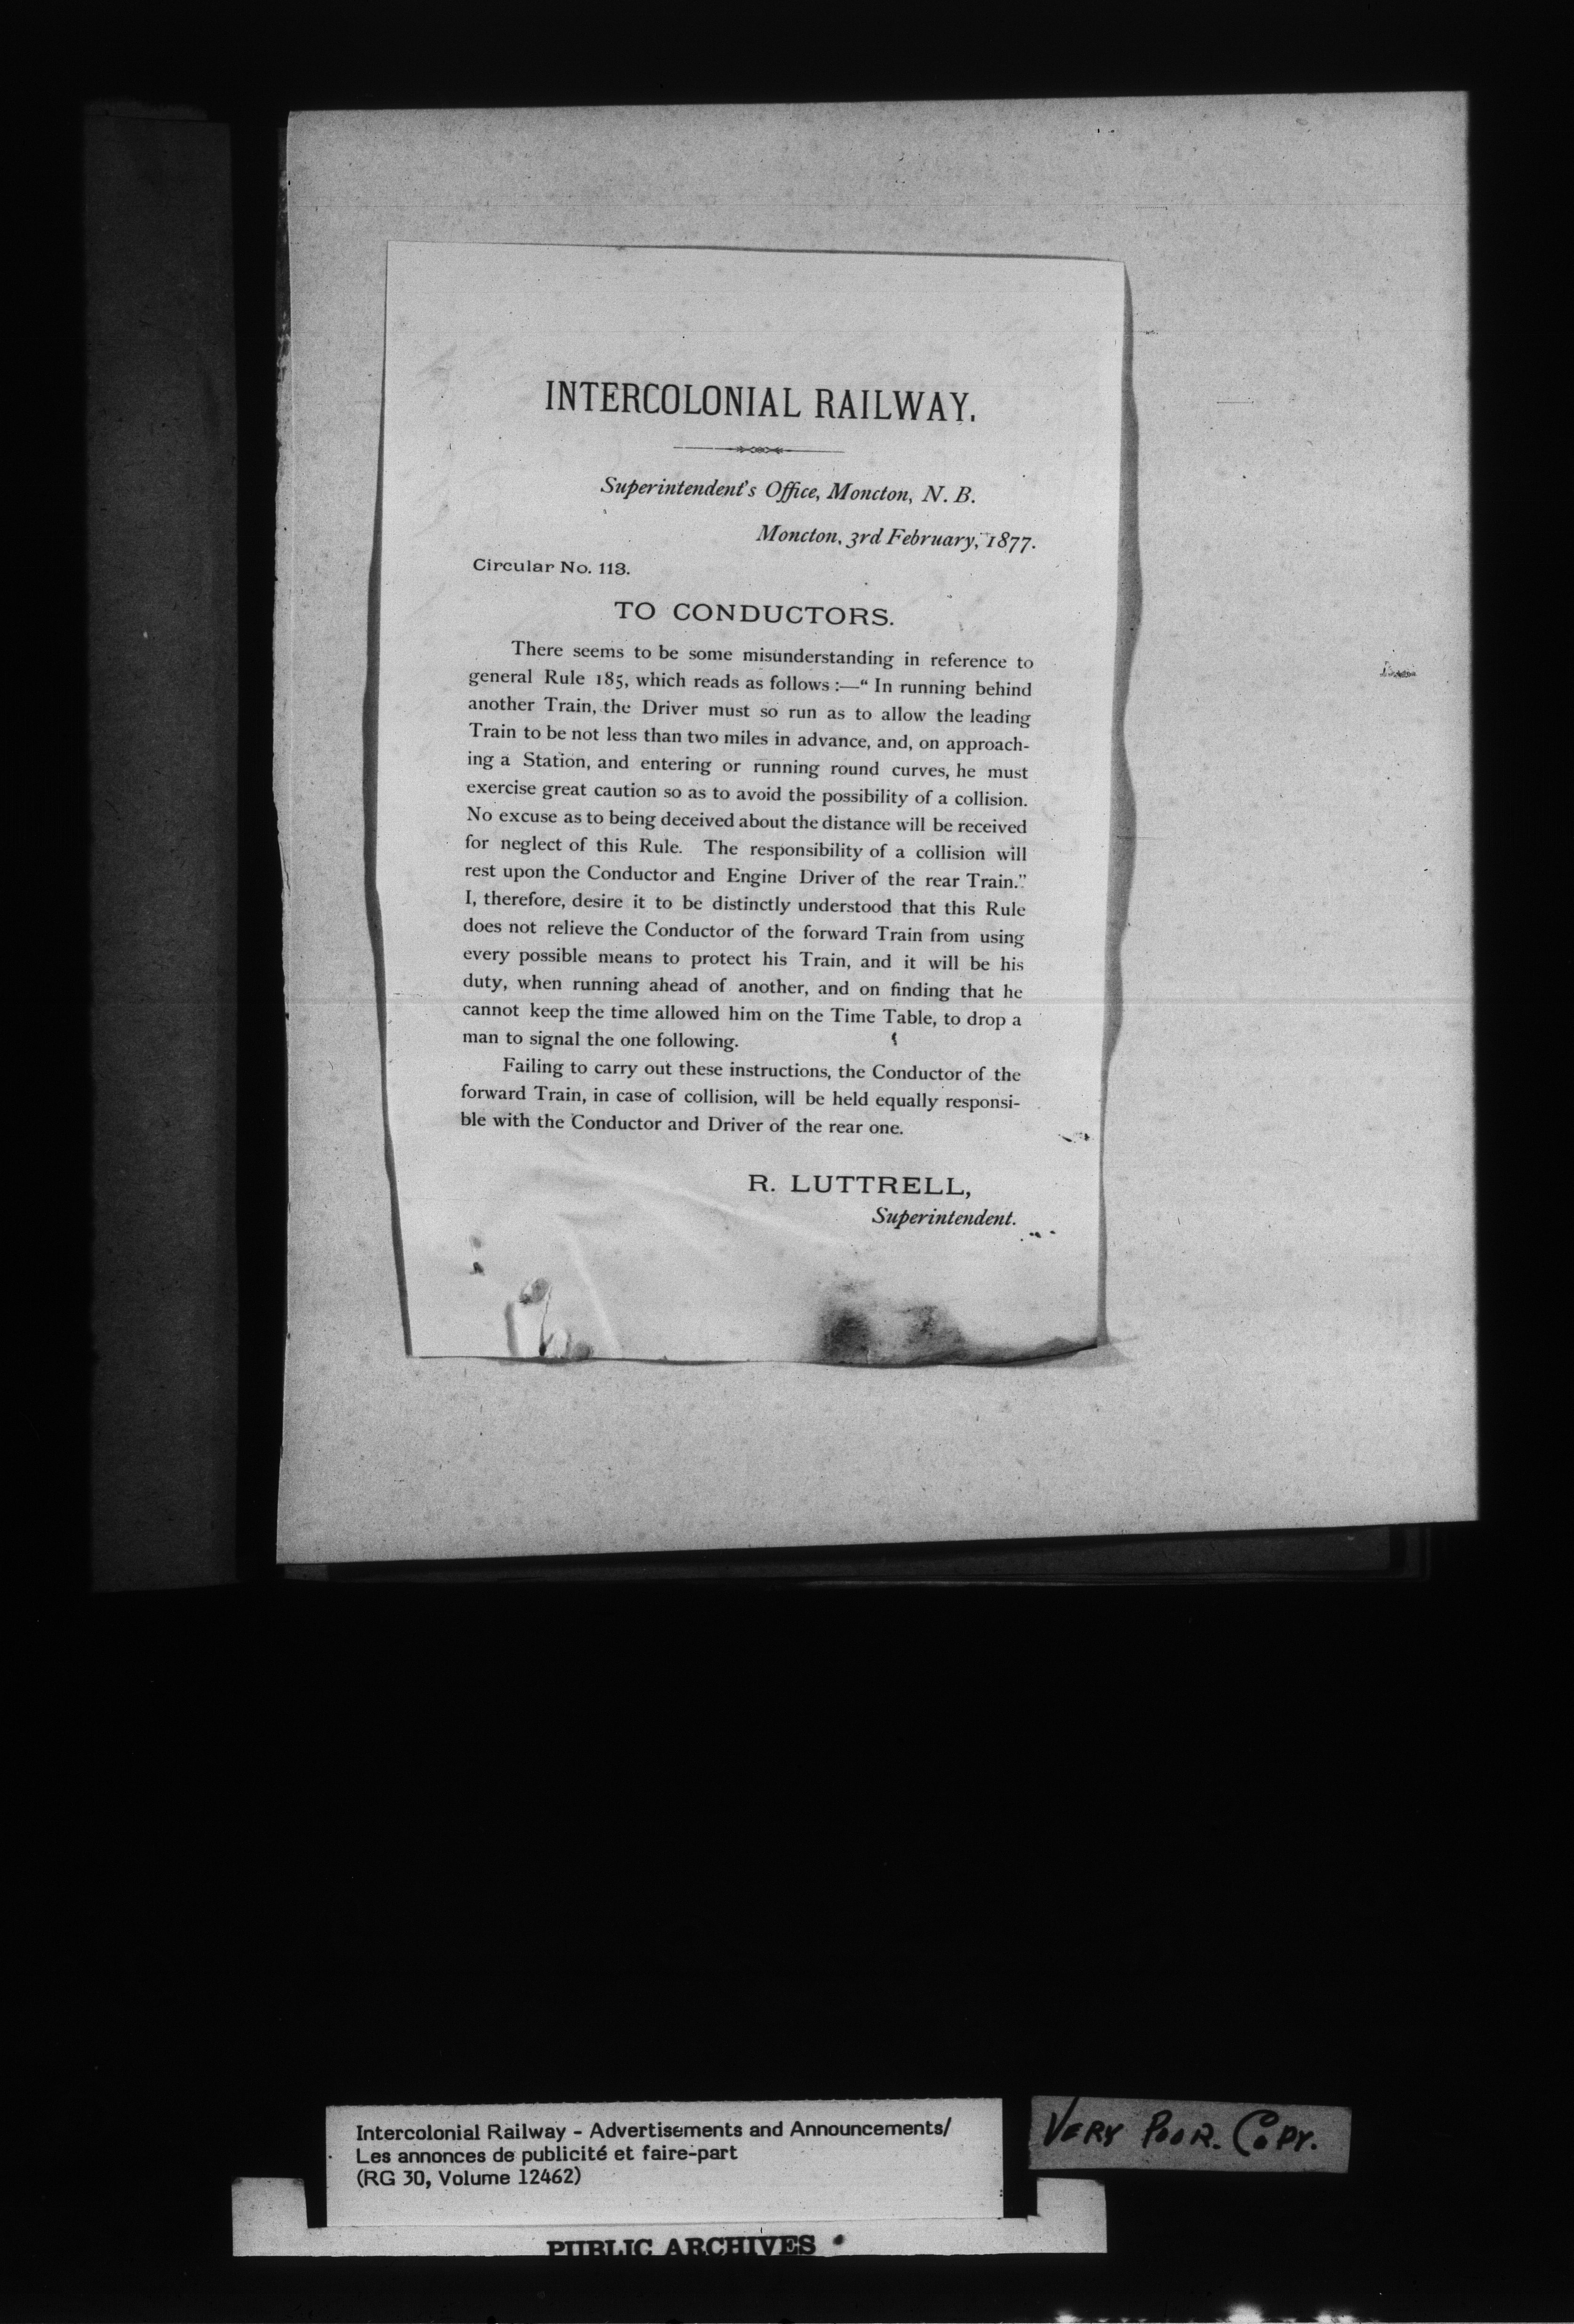 INTERCOLONIAL RAILWAY.
Superintendent's Office, Moncton, N. B.
Moncton, 3rd February, 1877.
Circular No. 113.
TO CONDUCTORS.
There seems to be some misunderstanding in reference to
general Rule 185, which reads as follows :—“ In running behind
another Train, the Driver must so run as to allow the leading
Train to be not less than two miles in advance, and, on approach-
ing a Station, and entering or running round curves, he must
exercise great caution so as to avoid the possibility of a collision.
No excuse as to being deceived about the distance will be received
for neglect of this Rule. The responsibility of a collision will
rest upon the Conductor and Engine Driver of the rear Train.”
I, therefore, desire it to be distinctly understood that this Rule
does not relieve the Conductor of the forward Train from using
every possible means to protect his Train, and it will be his
duty, when running ahead of another, and on finding that he
cannot keep the time allowed him on the Time Table, to drop a
man to signal the one following.
Failing to carry out these instructions, the Conductor of the
forward Train, in case of collision, will be held equally responsi-
ble with the Conductor and Driver of the rear one.
R. LUTTRELL,
Superintendent.
Intercolonial Railway - Advertisements and Announcements/
Les annonces de publicité et faire-part
(RG 30, Volume 12462)
VERY POOR. COPY.
PUBLIC ARCHIVES